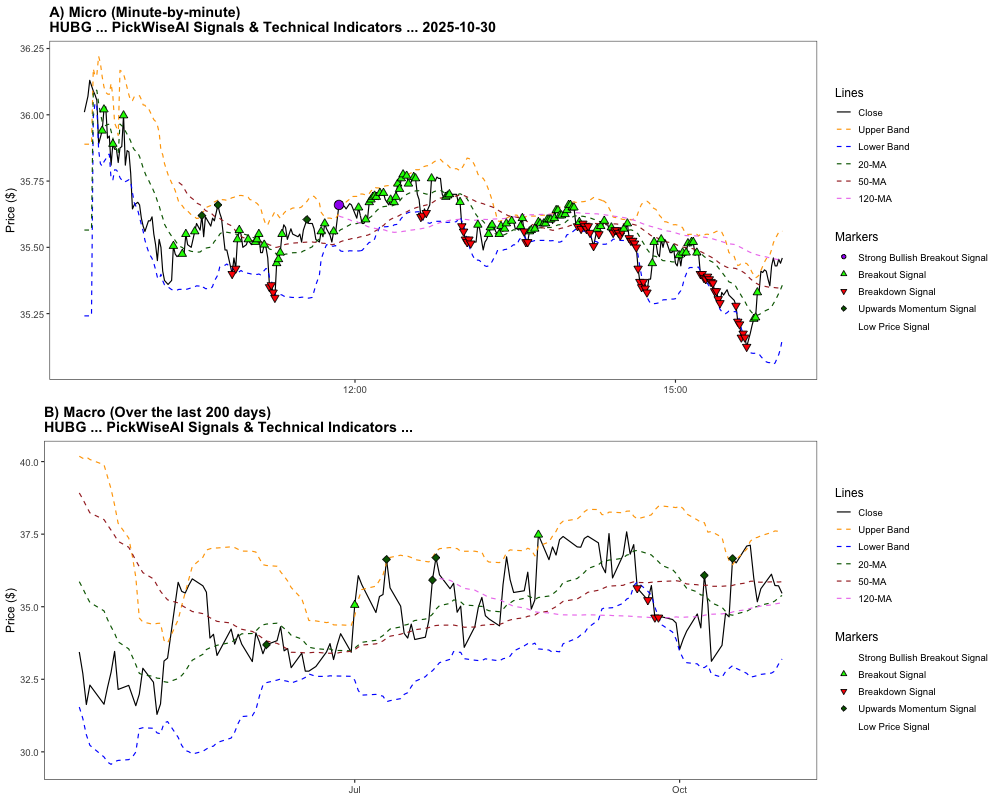 A) Micro (Minute-by-minute)
HUBG ... PickWiseAI Signals & Technical Indicators ... 2025-10-30
36.25
36.00
35.75
35.50
35.25
Price ($)
12:00
15:00
Lines
Close
Upper Band
Lower Band
20-MA
50-MA
120-MA
Markers
Strong Bullish Breakout Signal
Breakout Signal
Breakdown Signal
Upwards Momentum Signal
Low Price Signal
B) Macro (Over the last 200 days)
HUBG ... PickWiseAI Signals & Technical Indicators ...
40.0
37.5
35.0
32.5
30.0
Price ($)
Jul
Oct
Lines
Close
Upper Band
Lower Band
20-MA
50-MA
120-MA
Markers
Strong Bullish Breakout Signal
Breakout Signal
Breakdown Signal
Upwards Momentum Signal
Low Price Signal